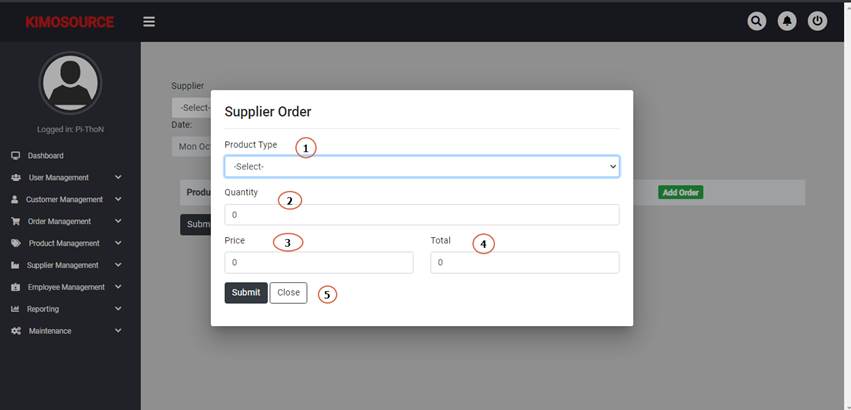 KIMOSOURCE
Logged in: Pi-ThoN
Dashboard
User Management
Customer Management
Order Management
Product Management
Supplier Management
Employee Management
Reporting
Maintenance
Supplier
-Select-
Date:
Mon Oc
Produ
Add Order
Subm
Supplier Order
Product Type 1
-Select-
Quantity 2
0
Price 3 Total 4
0 0
Submit Close 5